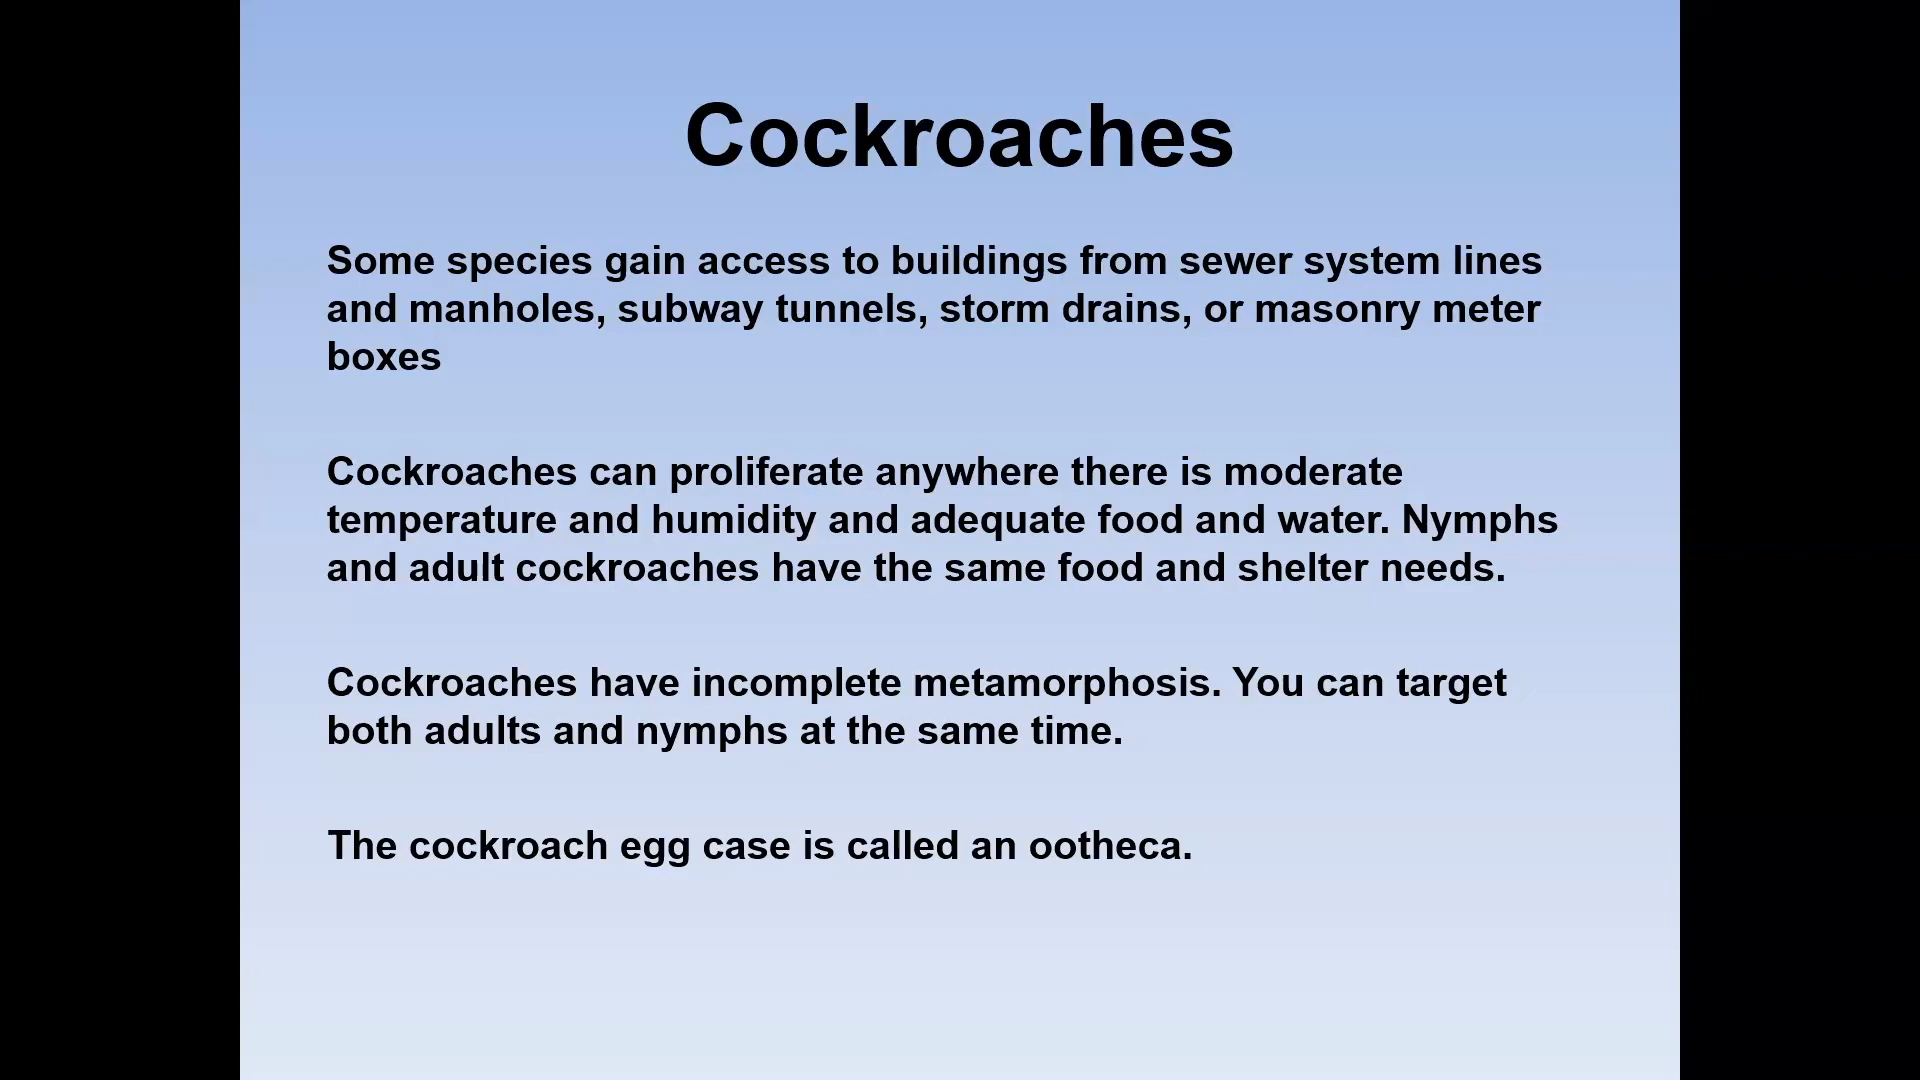 Cockroaches
Some species gain access to buildings from sewer system lines
and manholes, subway tunnels, storm drains, or masonry meter
boxes
Cockroaches can proliferate anywhere there is moderate
temperature and humidity and adequate food and water. Nymphs
and adult cockroaches have the same food and shelter needs.
Cockroaches have incomplete metamorphosis. You can target
both adults and nymphs at the same time.
The cockroach egg case is called an ootheca.